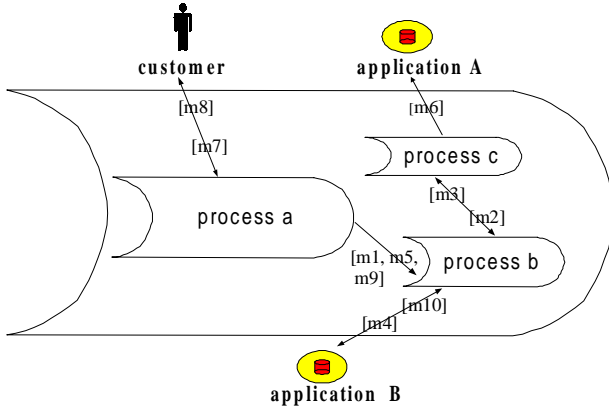 customer
application A
[m8]
[m6]
[m7]
process c
[m3]
[m2]
process a
[m1, m5,
m9]
process b
[m10]
[m4]
application B